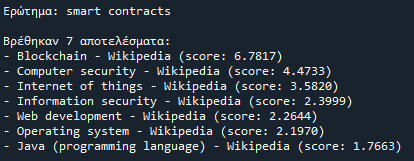 Ερώτημα: smart contracts
Βρέθηκαν 7 αποτελέσματα:
- Blockchain - Wikipedia (score: 6.7817)
- Computer security - Wikipedia (score: 4.4733)
- Internet of things - Wikipedia (score: 3.5820)
- Information security - Wikipedia (score: 2.3999)
- Web development - Wikipedia (score: 2.2644)
- Operating system - Wikipedia (score: 2.1970)
- Java (programming language) - Wikipedia (score: 1.7663)